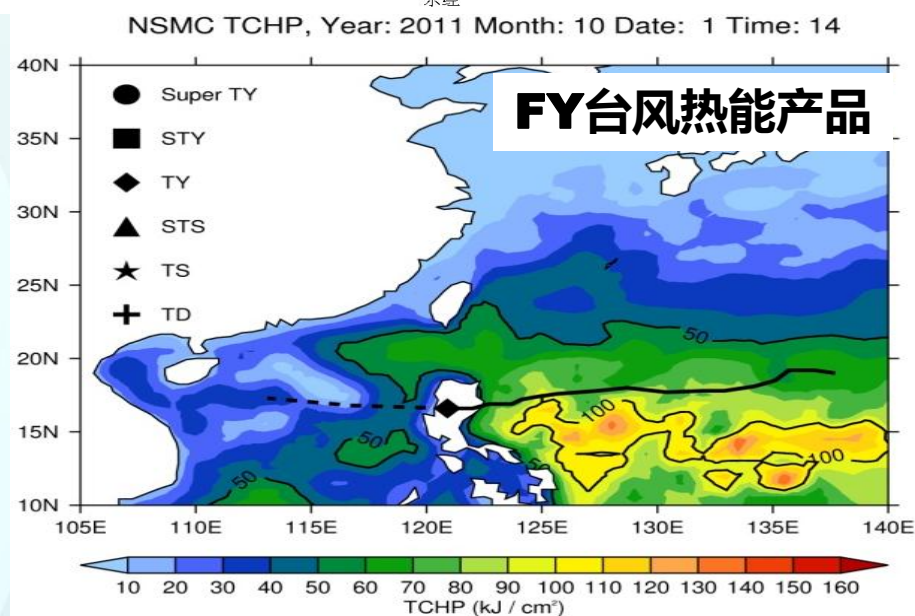 NSMC TCHP, Year: 2011 Month: 10 Date: 1 Time: 14
FY台风热能产品
40N
35N
30N
25N
20N
15N
10N
Super TY
STY
TY
STS
TS
TD
50
100
50
100
50
50
105E 110E 115E 120E 125E 130E 135E 140E
10 20 30 40 50 60 70 80 90 100 110 120 130 140 150 160
TCHP (kJ / cm²)